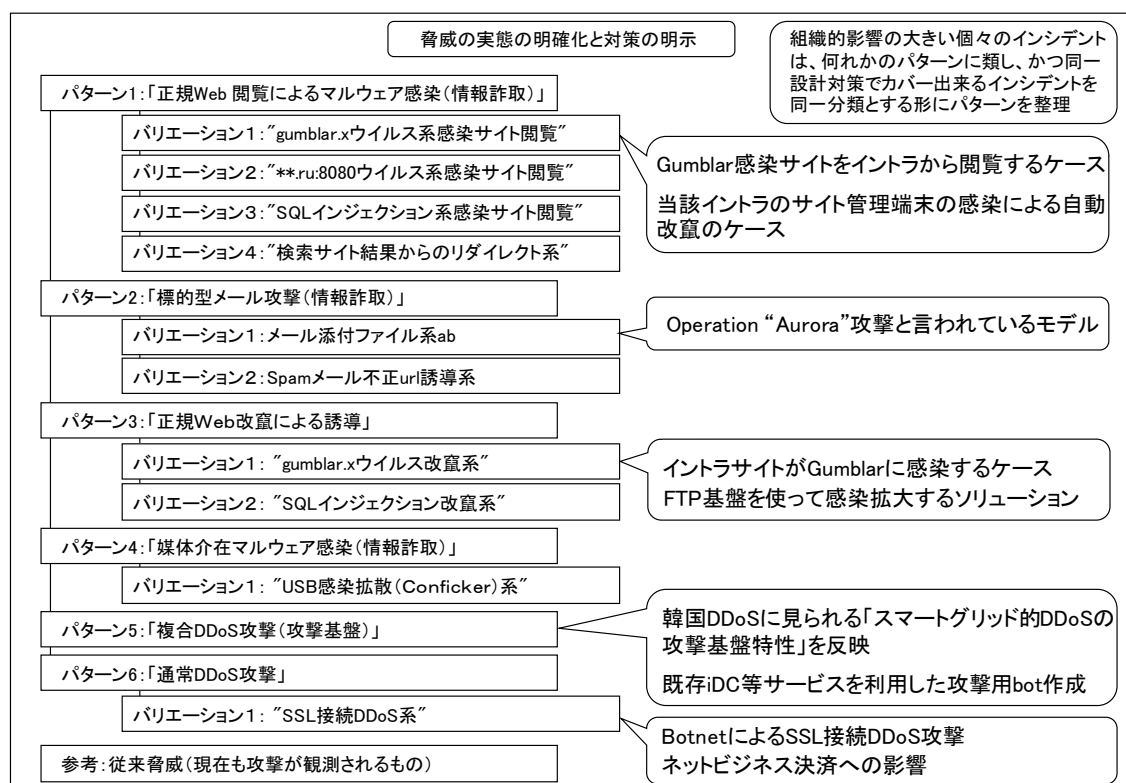 脅威の実態の明確化と対策の明示
組織的影響の大きい個々のインシデント
は、何れかのパターンに類し、かつ同一
設計対策でカバー出来るインシデントを
同一分類とする形にパターンを整理
パターン1:「正規Web 閲覧によるマルウェア感染(情報詐取)」
バリエーション１:"gumblar.xウイルス系感染サイト閲覧"
バリエーション２:"**.ru:8080ウイルス系感染サイト閲覧"
バリエーション３:"SQLインジェクション系感染サイト閲覧"
バリエーション４:"検索サイト結果からのリダイレクト系"
Gumblar感染サイトをイントラから閲覧するケース
当該イントラのサイト管理端末の感染による自動
改竄のケース
パターン2:「標的型メール攻撃(情報詐取)」
バリエーション１:メール添付ファイル系ab
バリエーション２:Spamメール不正url誘導系
Operation “Aurora”攻撃と言われているモデル
パターン3:「正規Ｗeb改竄による誘導」
バリエーション1: "gumblar.xウイルス改竄系"
バリエーション2: "SQLインジェクション改竄系"
イントラサイトがGumblarに感染するケース
FTP基盤を使って感染拡大するソリューション
パターン4:「媒体介在マルウェア感染(情報詐取)」
バリエーション1: "USB感染拡散(Conficker)系"
パターン5:「複合DDoS攻撃(攻撃基盤)」
韓国DDoSに見られる「スマートグリッド的DDoSの
攻撃基盤特性」を反映
既存iDC等サービスを利用した攻撃用bot作成
パターン6:「通常DDoS攻撃」
バリエーション1: "SSL接続DDoS系"
BotnetによるSSL接続DDoS攻撃
ネットビジネス決済への影響
参考:従来脅威(現在も攻撃が観測されるもの)